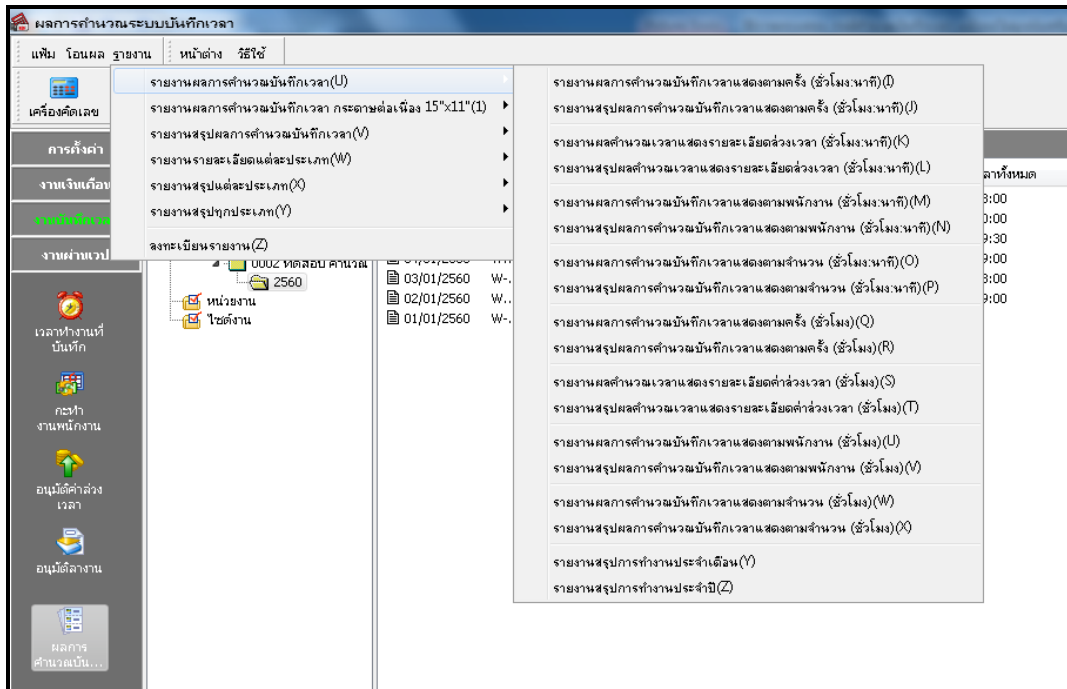 ผลการคำนวณระบบบันทึกเวลา
แฟ้ม โอนผล รายงาน หน้าต่าง วิธีใช้
เครื่องคิดเลข
รายงานผลการคำนวณบันทึกเวลา(U)
รายงานผลการคำนวณบันทึกเวลา กระดาษต่อเนื่อง 15"x11"(1)
รายงานสรุปผลการคำนวณบันทึกเวลา(V)
รายงานรายละเอียดแต่ละประเภท(W)
รายงานสรุปแต่ละประเภท(X)
รายงานสรุปทุกประเภท(Y)
ลงทะเบียนรายงาน(Z)
รายงานผลการคำนวณบันทึกเวลาแสดงตามครั้ง (ชั่วโมง:นาที)(I)
รายงานสรุปผลการคำนวณบันทึกเวลาแสดงตามครั้ง (ชั่วโมง:นาที)(J)
รายงานผลคำนวณเวลาแสดงรายละเอียดล่วงเวลา (ชั่วโมง:นาที)(K)
รายงานสรุปผลคำนวณเวลาแสดงรายละเอียดล่วงเวลา (ชั่วโมง:นาที)(L)
รายงานผลการคำนวณบันทึกเวลาแสดงตามพนักงาน (ชั่วโมง:นาที)(M)
รายงานสรุปผลการคำนวณบันทึกเวลาแสดงตามพนักงาน (ชั่วโมง:นาที)(N)
รายงานผลการคำนวณบันทึกเวลาแสดงตามจำนวน (ชั่วโมง:นาที)(O)
รายงานสรุปผลการคำนวณบันทึกเวลาแสดงตามจำนวน (ชั่วโมง:นาที)(P)
รายงานผลการคำนวณบันทึกเวลาแสดงตามครั้ง (ชั่วโมง)(Q)
รายงานสรุปผลการคำนวณบันทึกเวลาแสดงตามครั้ง (ชั่วโมง)(R)
รายงานผลคำนวณเวลาแสดงรายละเอียดค่าล่วงเวลา (ชั่วโมง)(S)
รายงานสรุปผลคำนวณเวลาแสดงรายละเอียดค่าล่วงเวลา (ชั่วโมง)(T)
รายงานผลการคำนวณบันทึกเวลาแสดงตามพนักงาน (ชั่วโมง)(U)
รายงานสรุปผลการคำนวณบันทึกเวลาแสดงตามพนักงาน (ชั่วโมง)(V)
รายงานผลการคำนวณบันทึกเวลาแสดงตามจำนวน (ชั่วโมง)(W)
รายงานสรุปผลการคำนวณบันทึกเวลาแสดงตามจำนวน (ชั่วโมง)(X)
รายงานสรุปการทำงานประจำเดือน(Y)
รายงานสรุปการทำงานประจำปี(Z)
การตั้งค่า
งานเงินเดือน
งานบันทึกเวลา
งานผ่านเวป
เวลาทำงานที่
บันทึก
กะทำ
งานพนักงาน
อนุมัติค่าล่วง
เวลา
อนุมัติลางาน
ผลการ
คำนวณบัน...
0002 ทดสอบ คำนวณ
2560
หน่วยงาน
ไซต์งาน
03/01/2560 W-.
02/01/2560 W..
01/01/2560 W-.
ลาทั้งหมด
3:00
0:00
9:30
9:00
3:00
9:00